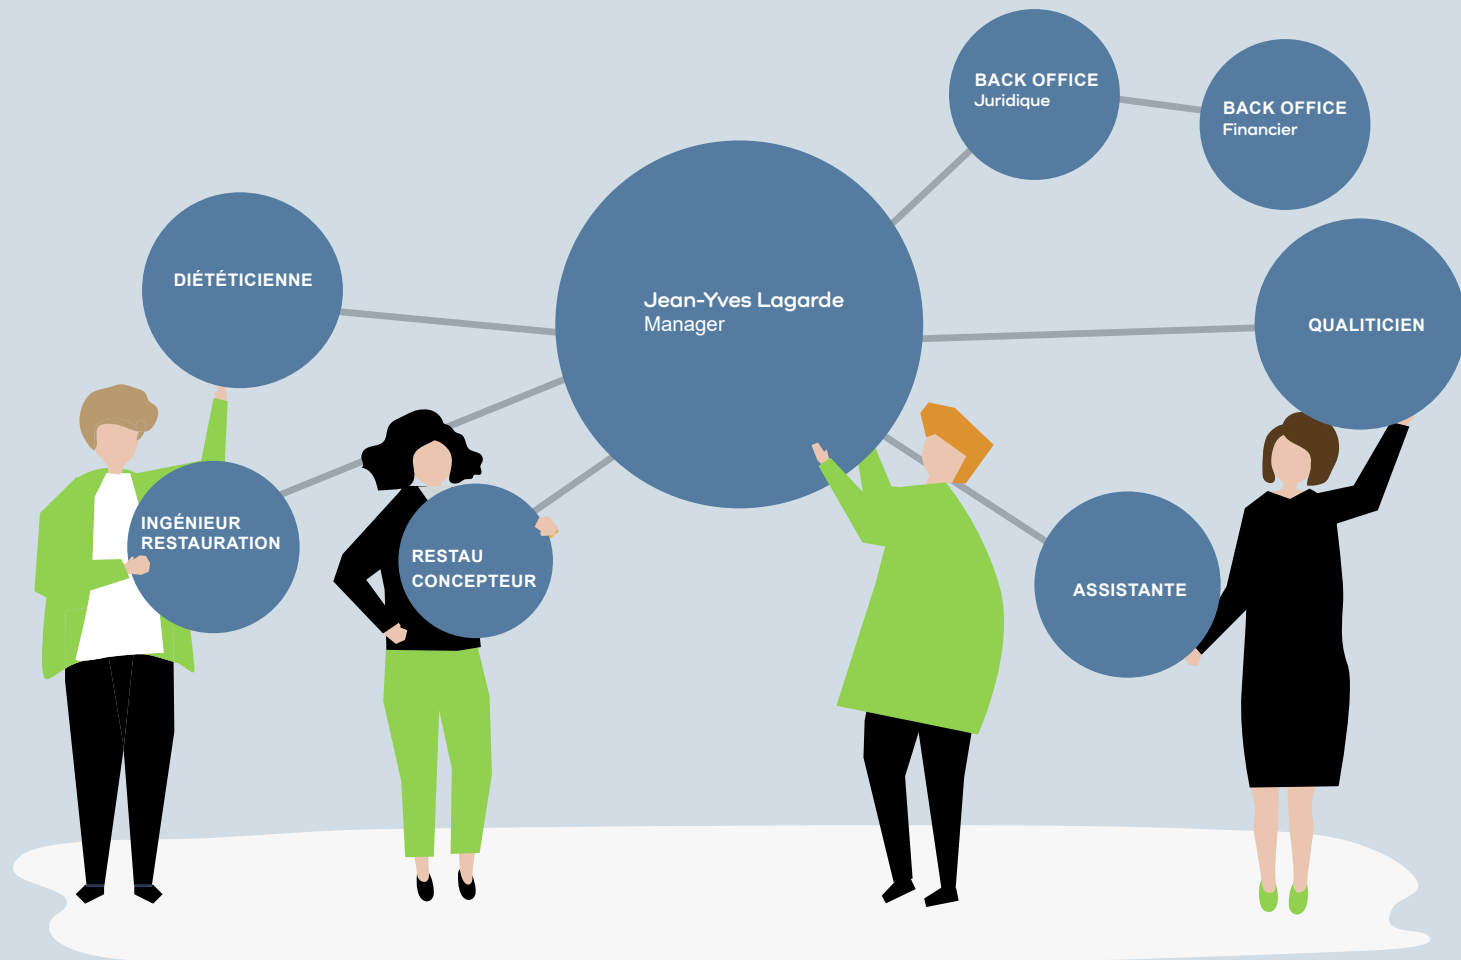 BACK OFFICE
Juridique
BACK OFFICE
Financier
DIÉTÉTICIENNE
Jean-Yves Lagarde
Manager
QUALITICIEN
INGÉNIEUR
RESTAURATION
RESTAU
CONCEPTEUR
ASSISTANTE